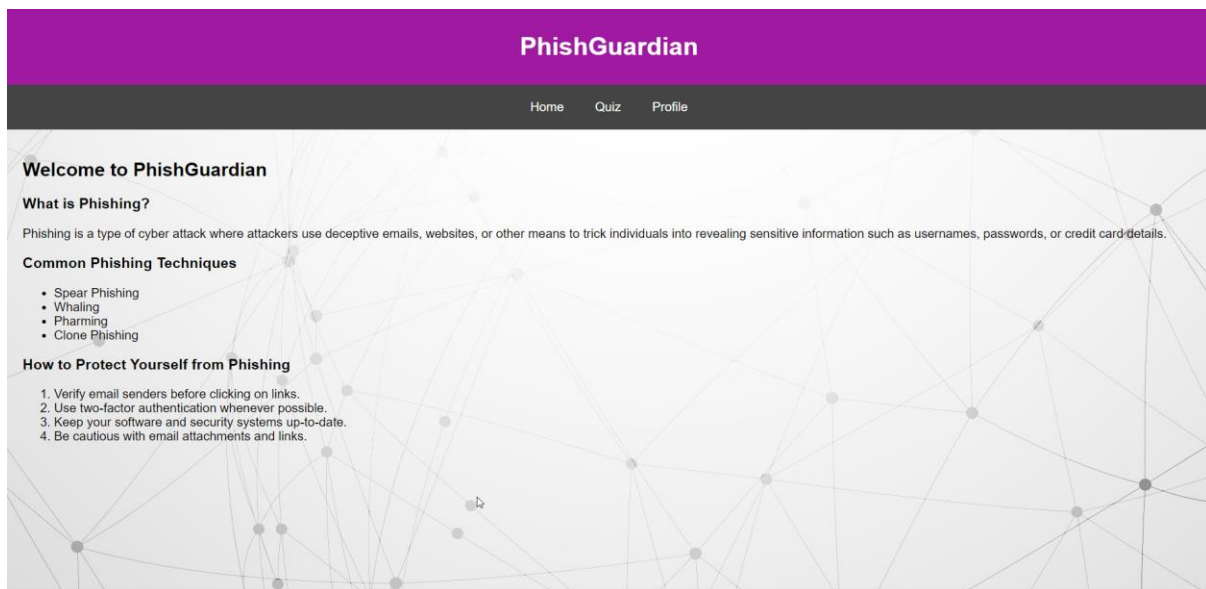 PhishGuardian
Home Quiz Profile
Welcome to PhishGuardian
What is Phishing?
Phishing is a type of cyber attack where attackers use deceptive emails, websites, or other means to trick individuals into revealing sensitive information such as usernames, passwords, or credit card details.
Common Phishing Techniques
• Spear Phishing
• Whaling
• Pharming
• Clone Phishing
How to Protect Yourself from Phishing
1. Verify email senders before clicking on links.
2. Use two-factor authentication whenever possible.
3. Keep your software and security systems up-to-date.
4. Be cautious with email attachments and links.